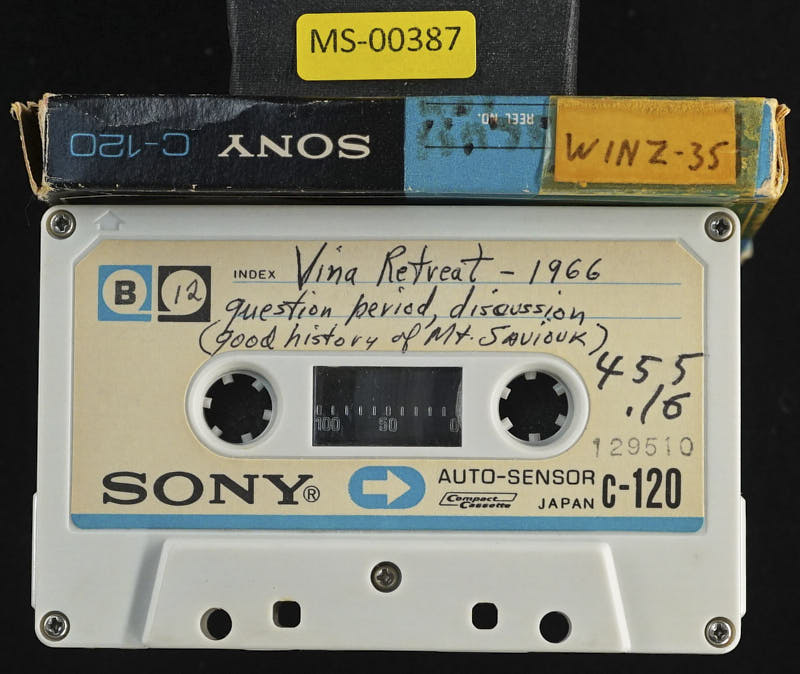 MS-00387
SONY C-120
REEL NO.
WINZ-35
B 12 INDEX Vina Retreat - 1966
question period, discussion
(good history of Mt. SAVIOUR)
455
.16
100 50 0
129510
SONY® AUTO-SENSOR C-120
Compact Cassette JAPAN